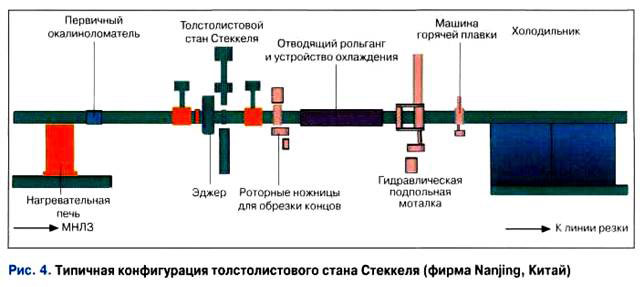 Первичный
окалиноломатель
Толстолистовой
стан Стеккеля
Отводящий рольганг
и устройство охлаждения
Машина
горячей плавки
Холодильник
Нагревательная
печь
МНЛЗ
Эджер
Роторные ножницы
для обрезки концов
Гидравлическая
подпольная
моталка
К линии резки
Рис. 4. Типичная конфигурация толстолистового стана Стеккеля (фирма Nanjing, Китай)